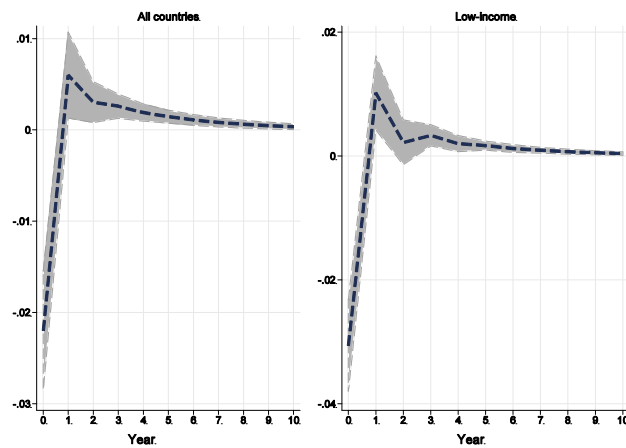 All countries.
.01
0
-.01
-.02
-.03
0. 1. 2. 3. 4. 5. 6. 7. 8. 9. 10.
Year.
Low-income.
.02
0.
-.02
-.04
0. 1. 2. 3. 4. 5. 6. 7. 8. 9. 10.
Year.